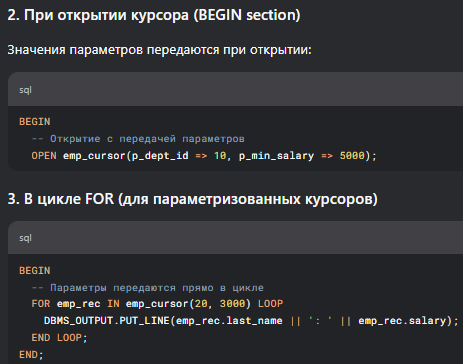 2. При открытии курсора (BEGIN section)
Значения параметров передаются при открытии:
sql
BEGIN
  -- Открытие с передачей параметров
  OPEN emp_cursor(p_dept_id => 10, p_min_salary => 5000);
3. В цикле FOR (для параметризованных курсоров)
sql
BEGIN
  -- Параметры передаются прямо в цикле
  FOR emp_rec IN emp_cursor(20, 3000) LOOP
    DBMS_OUTPUT.PUT_LINE(emp_rec.last_name || ': ' || emp_rec.salary);
  END LOOP;
END;